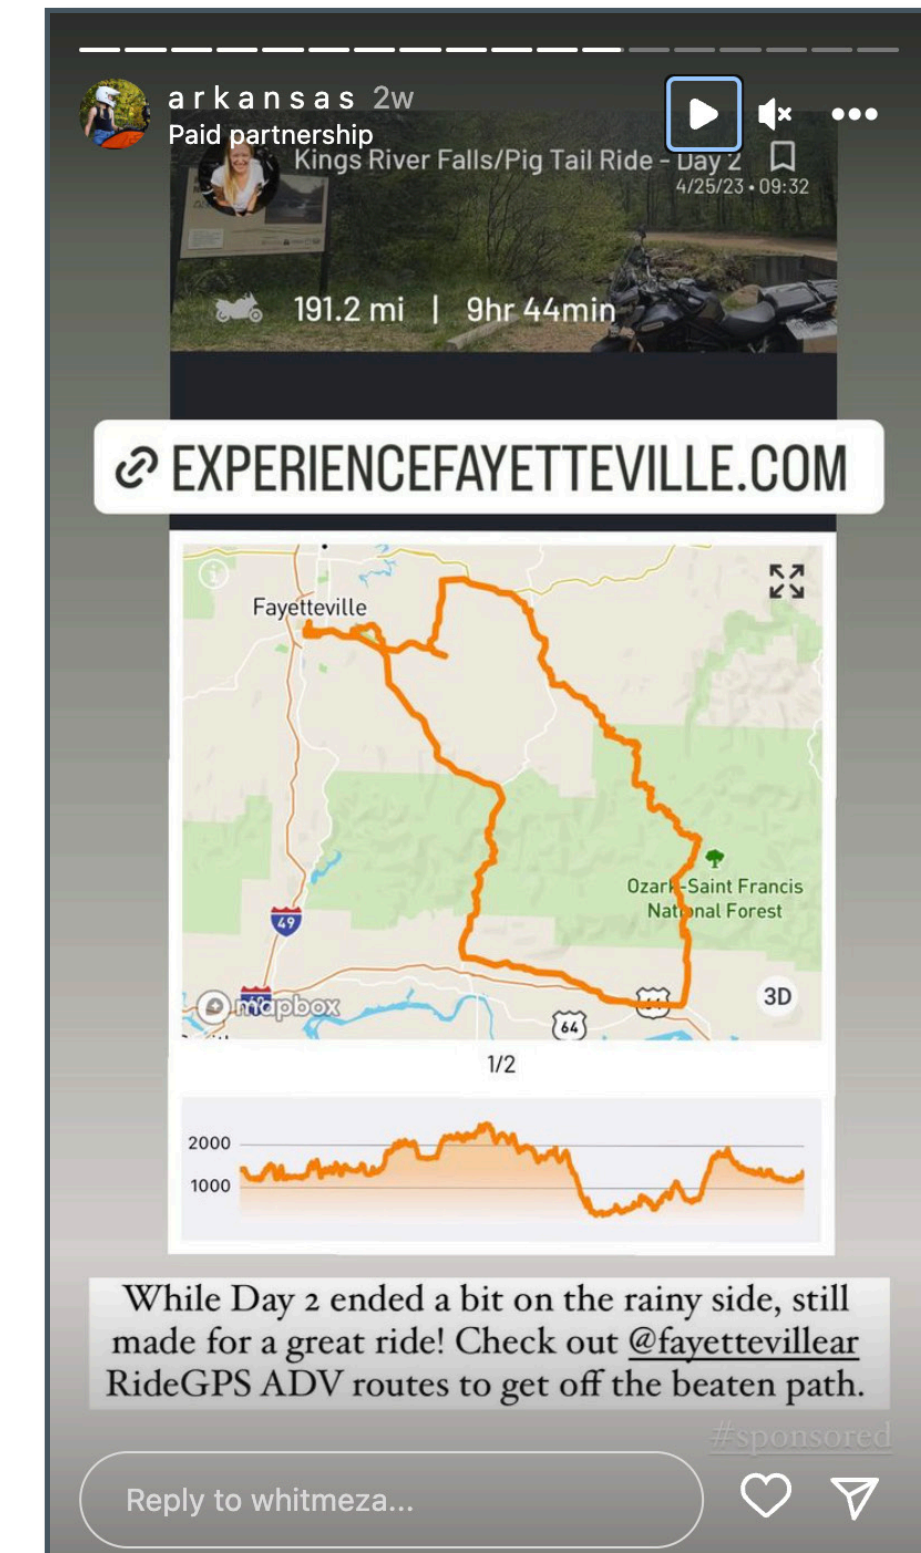 arkansas 2w
Paid partnership
Kings River Falls/Pig Tail Ride - Day 2
4/25/23 • 09:32
191.2 mi | 9hr 44min
EXPERIENCEFAYETTEVILLE.COM
Fayetteville
Ozark-Saint Francis
National Forest
49
mapbox
3D
64
1/2
2000
1000
While Day 2 ended a bit on the rainy side, still
made for a great ride! Check out @fayettevillear
RideGPS ADV routes to get off the beaten path.
#sponsored
Reply to whitmeza...